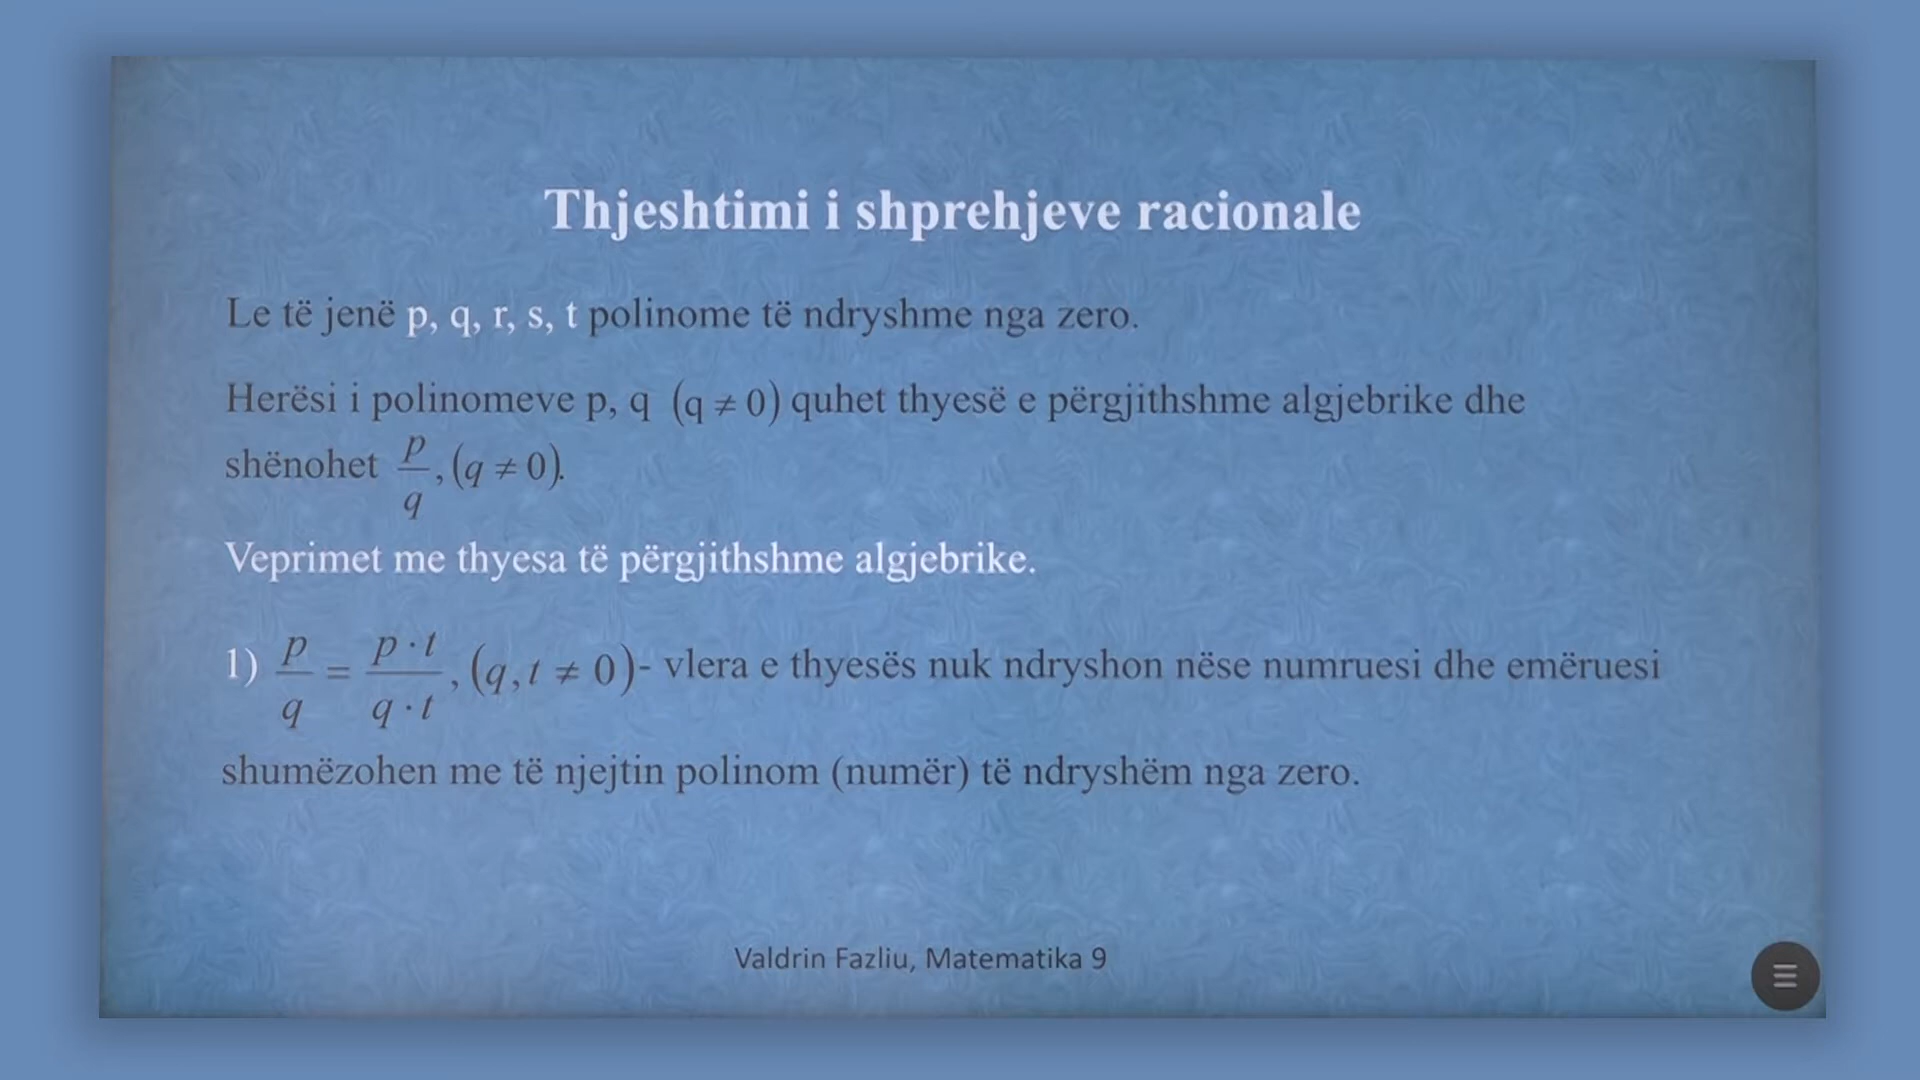 Thjeshtimi i shprehjeve racionale
Le të jenë p, q, r, s, t polinome të ndryshme nga zero.
Herësi i polinomeve p, q (q ≠ 0) quhet thyesë e përgjithshme algjebrike dhe
shënohet p/q, (q ≠ 0).
Veprimet me thyesa të përgjithshme algjebrike.
1) p/q = p · t/q · t, (q, t ≠ 0)- vlera e thyesës nuk ndryshon nëse numruesi dhe emëruesi
shumëzohen me të njejtin polinom (numër) të ndryshëm nga zero.
Valdrin Fazliu, Matematika 9